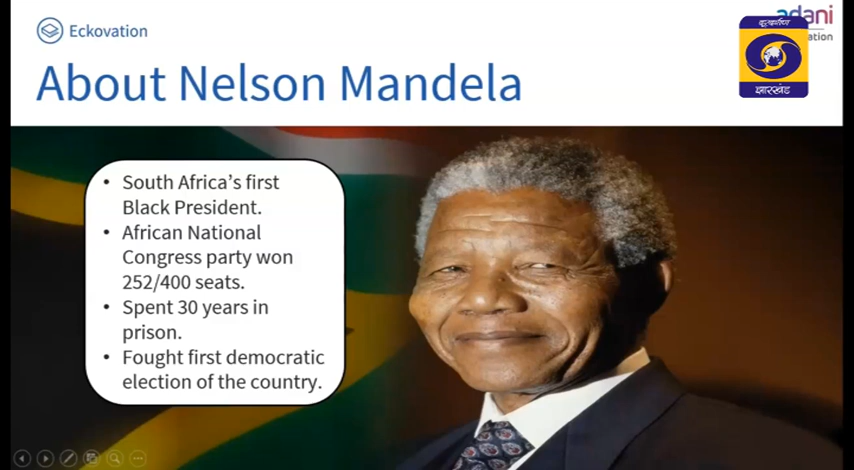 Eckovation
adani
ation
दूरदर्शन
झारखंड
About Nelson Mandela
• South Africa's first
Black President.
• African National
Congress party won
252/400 seats.
• Spent 30 years in
prison.
• Fought first democratic
election of the country.